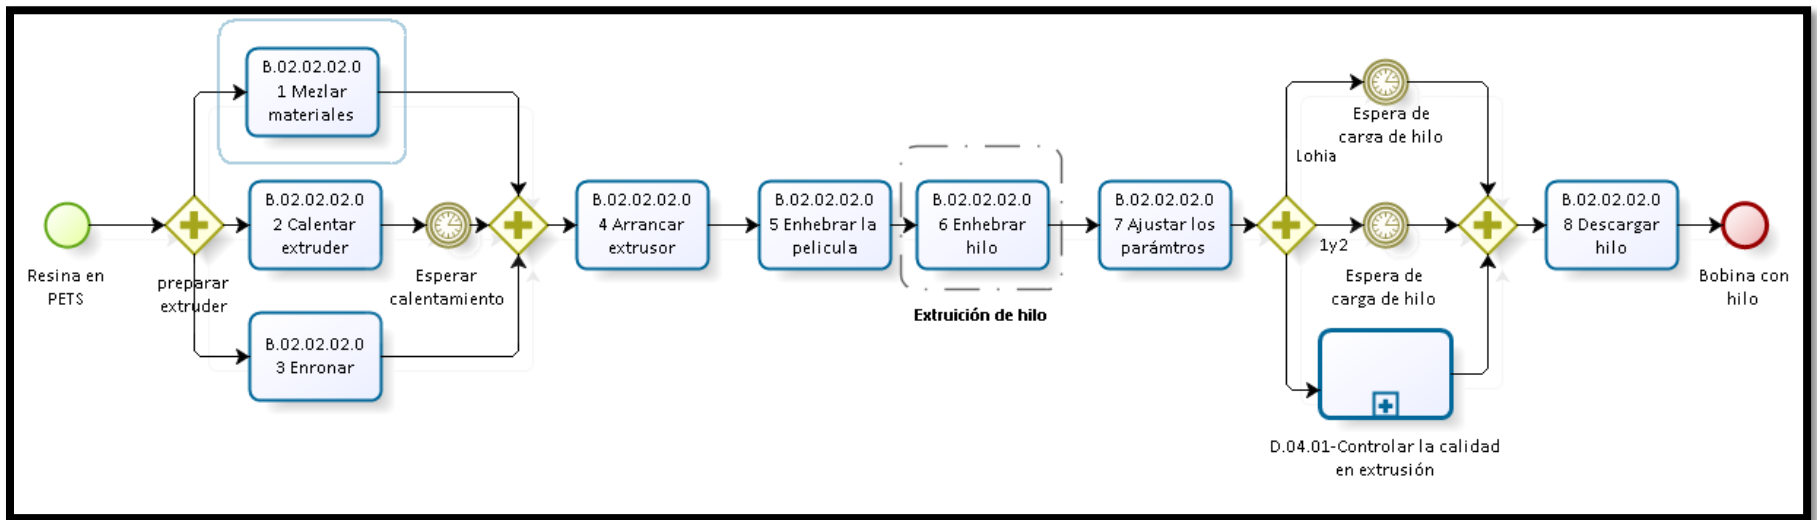 Resina en
PETS
preparar
extruder
B.02.02.02.0
1 Mezlar
materiales
B.02.02.02.0
2 Calentar
extruder
B.02.02.02.0
3 Enronar
Esperar
calentamiento
B.02.02.02.0
4 Arrancar
extrusor
B.02.02.02.0
5 Enhebrar la
pelicula
B.02.02.02.0
6 Enhebrar
hilo
Extruición de hilo
B.02.02.02.0
7 Ajustar los
parámtros
Lohia
Espera de
carga de hilo
1y2
Espera de
carga de hilo
D.04.01-Controlar la calidad
en extrusión
B.02.02.02.0
8 Descargar
hilo
Bobina con
hilo